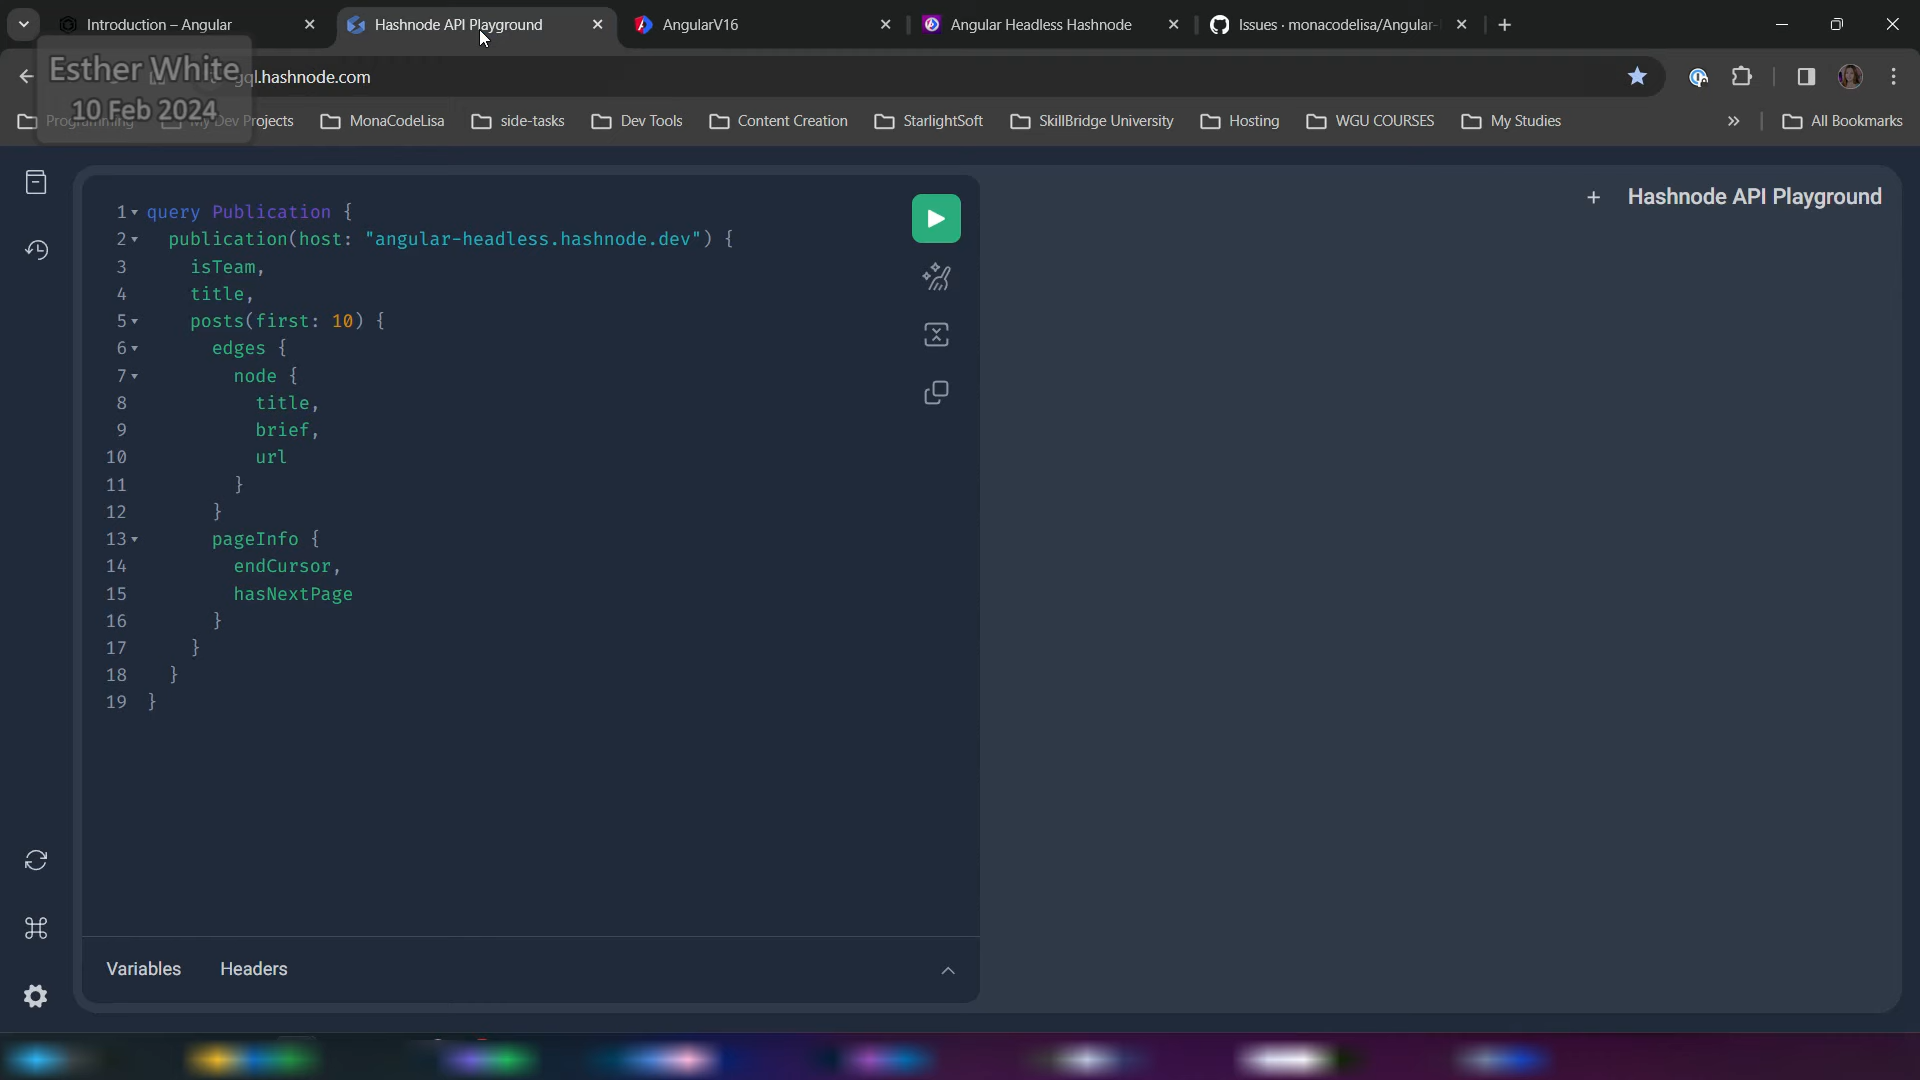 Introduction – Angular
Hashnode API Playground
AngularV16
Angular Headless Hashnode
Issues · monacodelisa/Angular-
Esther White
10 Feb 2024
gql.hashnode.com
Programming
My Dev Projects
MonaCodeLisa
side-tasks
Dev Tools
Content Creation
StarlightSoft
SkillBridge University
Hosting
WGU COURSES
My Studies
»
All Bookmarks
+ Hashnode API Playground
1 query Publication {
2 publication(host: "angular-headless.hashnode.dev") {
3 isTeam,
4 title,
5 posts(first: 10) {
6 edges {
7 node {
8 title,
9 brief,
10 url
11 }
12 }
13 pageInfo {
14 endCursor,
15 hasNextPage
16 }
17 }
18 }
19 }
Variables Headers